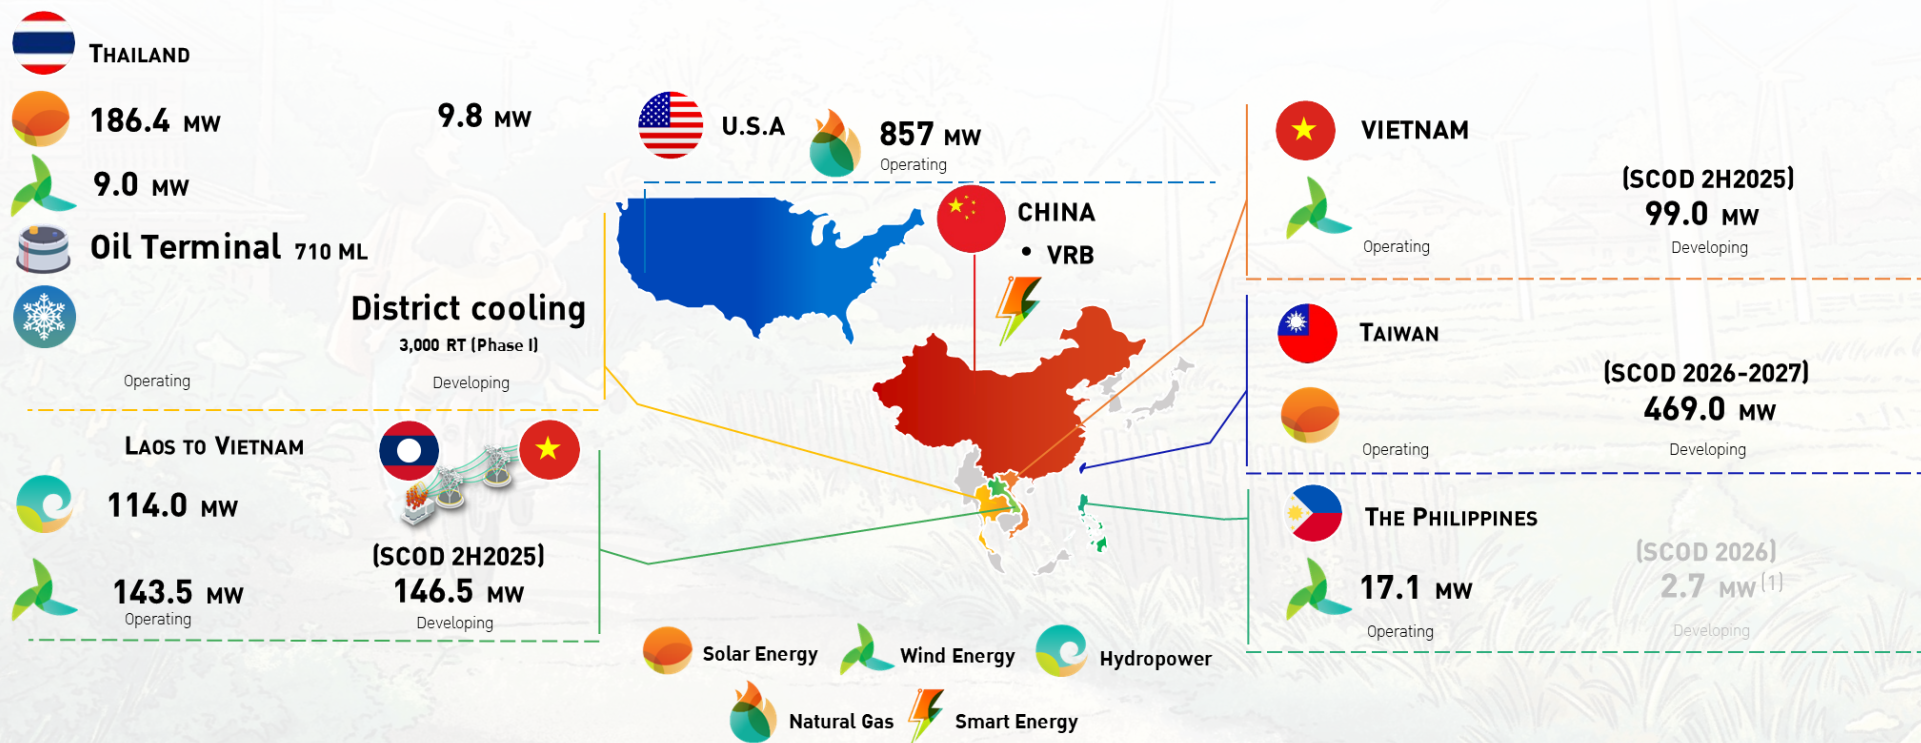 THAILAND
186.4 MW
9.8 MW
9.0 MW
Oil Terminal 710 ML
District cooling
3,000 RT (Phase I)
Operating
Developing
LAOS TO VIETNAM
114.0 MW
(SCOD 2H2025)
143.5 MW
146.5 MW
Operating
Developing
U.S.A
857 MW
Operating
CHINA
• VRB
VIETNAM
(SCOD 2H2025)
99.0 MW
Operating
Developing
TAIWAN
(SCOD 2026-2027)
469.0 MW
Operating
Developing
THE PHILIPPINES
(SCOD 2026)
17.1 MW
2.7 MW(1)
Operating
Developing
Solar Energy
Wind Energy
Hydropower
Natural Gas
Smart Energy